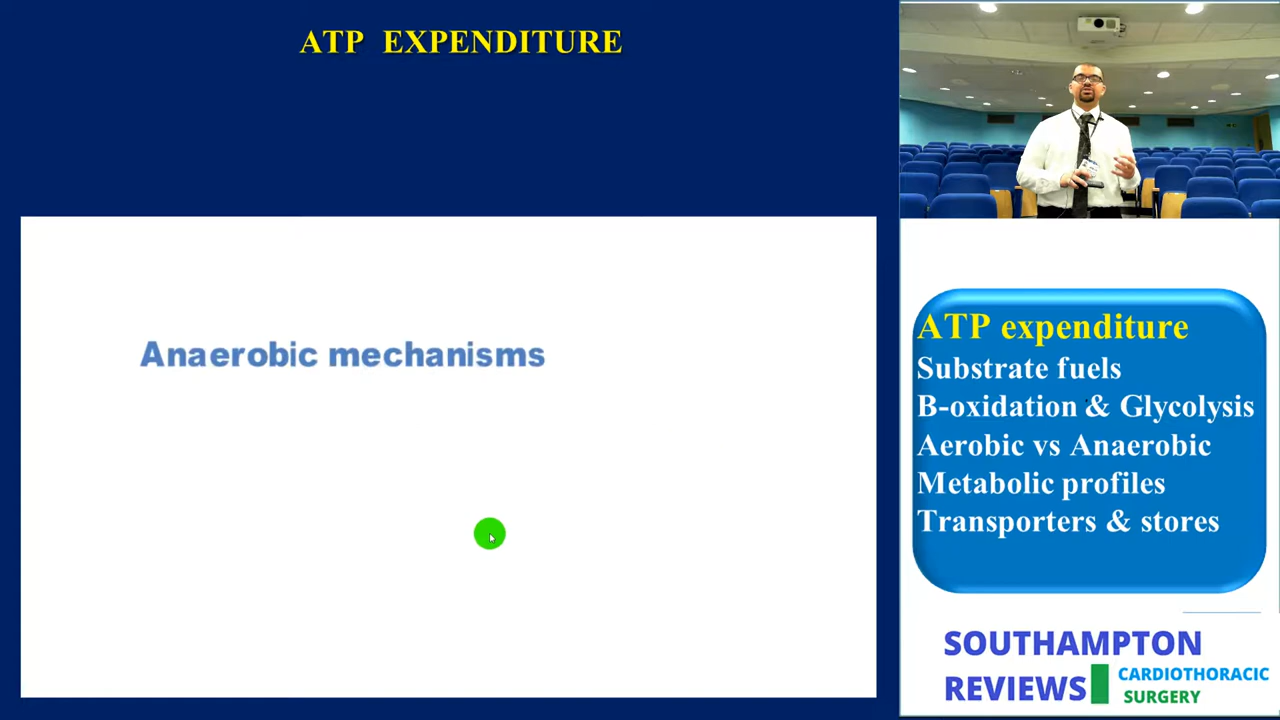 ATP EXPENDITURE
Anaerobic mechanisms
ATP expenditure
Substrate fuels
B-oxidation & Glycolysis
Aerobic vs Anaerobic
Metabolic profiles
Transporters & stores
SOUTHAMPTON
REVIEWS
CARDIOTHORACIC
SURGERY